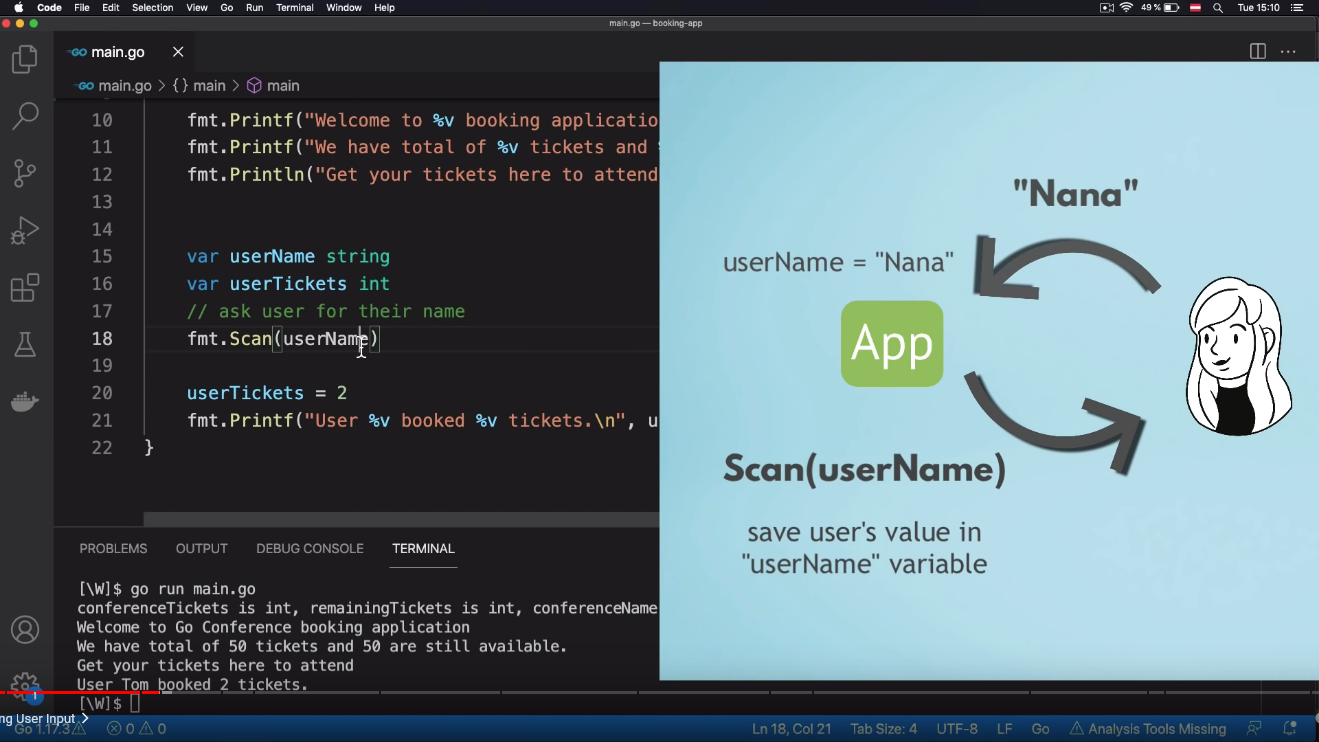 Code File Edit Selection View Go Run Terminal Window Help 49 % Tue 15:10
main.go — booking-app
GO main.go
GO main.go > {} main > main
10 fmt.Printf("Welcome to %v booking applicatio
11 fmt.Printf("We have total of %v tickets and
12 fmt.Println("Get your tickets here to attend
13
14
15 var userName string
16 var userTickets int
17 // ask user for their name
18 fmt.Scan(userName)
19
20 userTickets = 2
21 fmt.Printf("User %v booked %v tickets.\n", u
22 }
"Nana"
userName = "Nana"
App
Scan(userName)
save user's value in
"userName" variable
PROBLEMS OUTPUT DEBUG CONSOLE TERMINAL
[\W]$ go run main.go
conferenceTickets is int, remainingTickets is int, conferenceName
Welcome to Go Conference booking application
We have total of 50 tickets and 50 are still available.
Get your tickets here to attend
User Tom booked 2 tickets.
[\W]$
1
ng User Input >
Go 1.17.3 0 0 Ln 18, Col 21 Tab Size: 4 UTF-8 LF Go Analysis Tools Missing